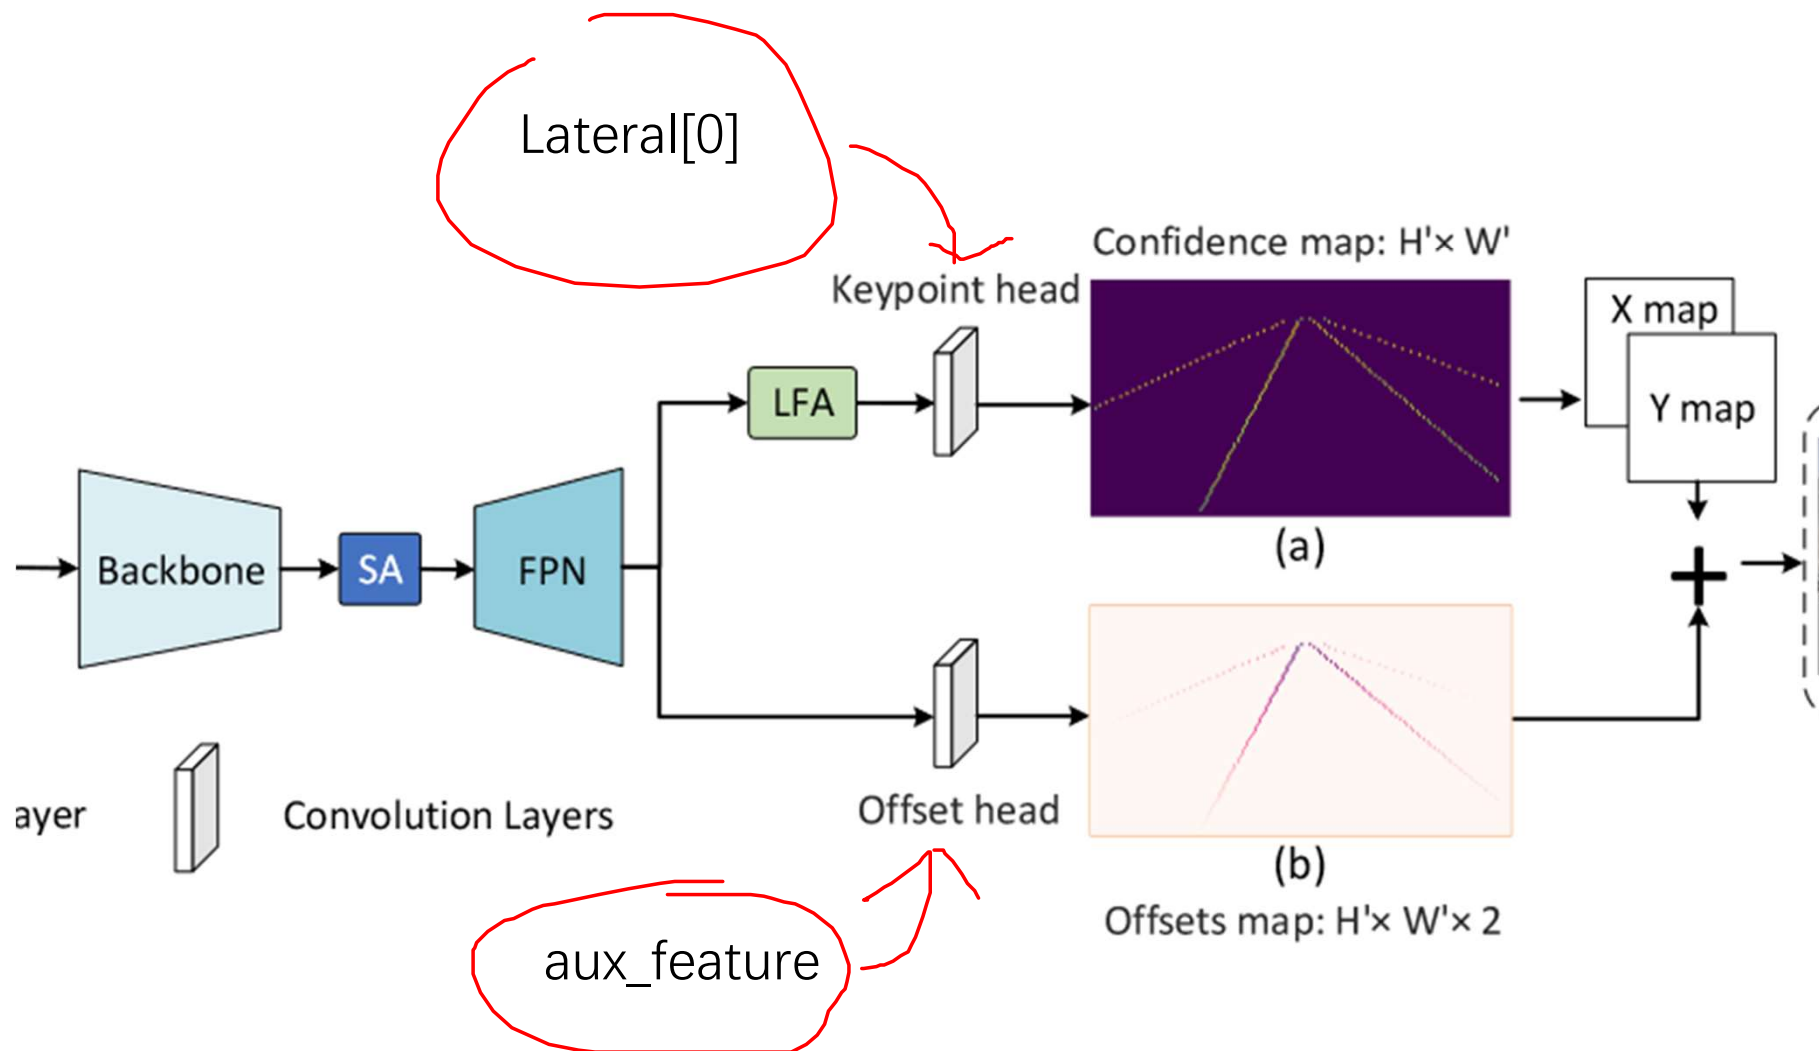 Lateral[0]
Confidence map: H'× W'
Keypoint head
X map
LFA
Y map
(a)
Backbone
SA
FPN
+
ayer
Convolution Layers
Offset head
(b)
Offsets map: H'× W'× 2
aux_feature